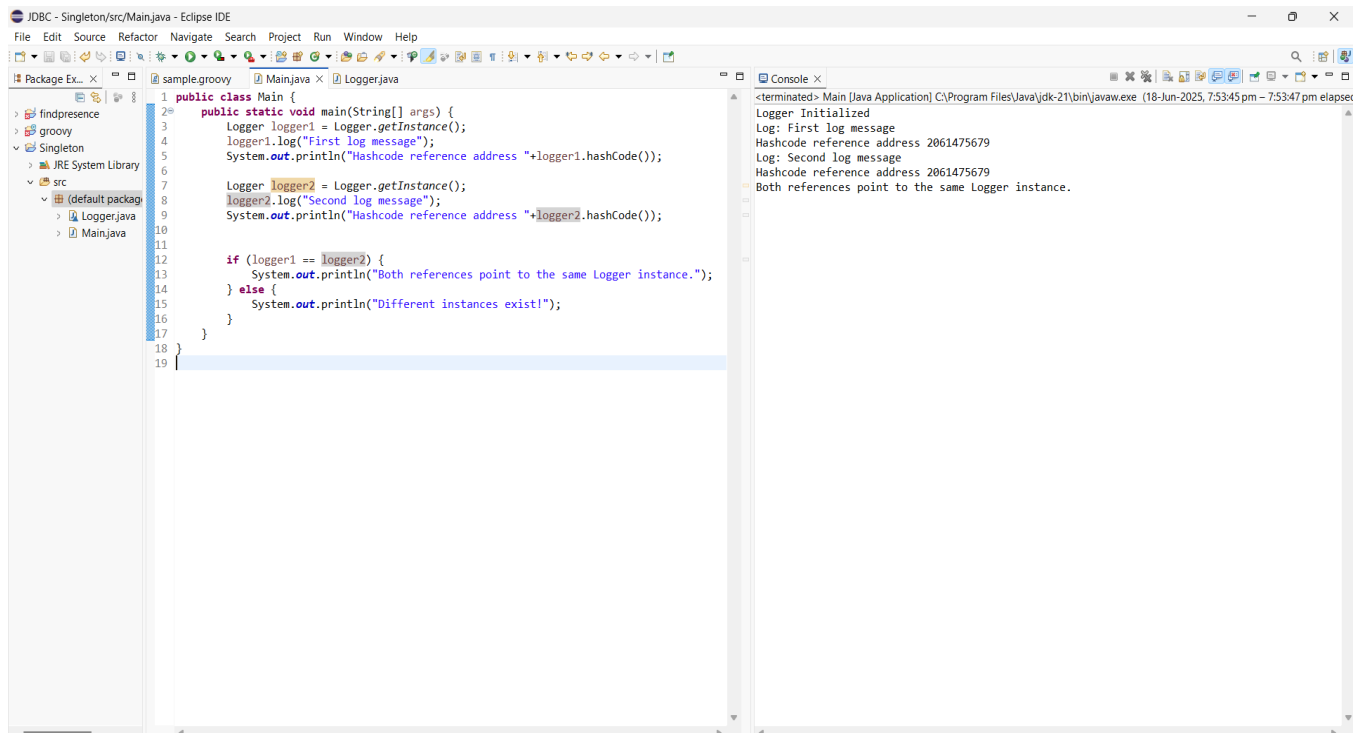 JDBC - Singleton/src/Main.java - Eclipse IDE
File Edit Source Refactor Navigate Search Project Run Window Help
Package Ex...
findpresence
groovy
Singleton
JRE System Library
src
(default packag
Logger.java
Main.java
sample.groovy Main.java Logger.java
1 public class Main {
2 public static void main(String[] args) {
3 Logger logger1 = Logger.getInstance();
4 logger1.log("First log message");
5 System.out.println("Hashcode reference address "+logger1.hashCode());
6
7 Logger logger2 = Logger.getInstance();
8 logger2.log("Second log message");
9 System.out.println("Hashcode reference address "+logger2.hashCode());
10
11
12 if (logger1 == logger2) {
13 System.out.println("Both references point to the same Logger instance.");
14 } else {
15 System.out.println("Different instances exist!");
16 }
17 }
18 }
19
Console
<terminated> Main [Java Application] C:\Program Files\Java\jdk-21\bin\javaw.exe (18-Jun-2025, 7:53:45 pm – 7:53:47 pm elapsed
Logger Initialized
Log: First log message
Hashcode reference address 2061475679
Log: Second log message
Hashcode reference address 2061475679
Both references point to the same Logger instance.